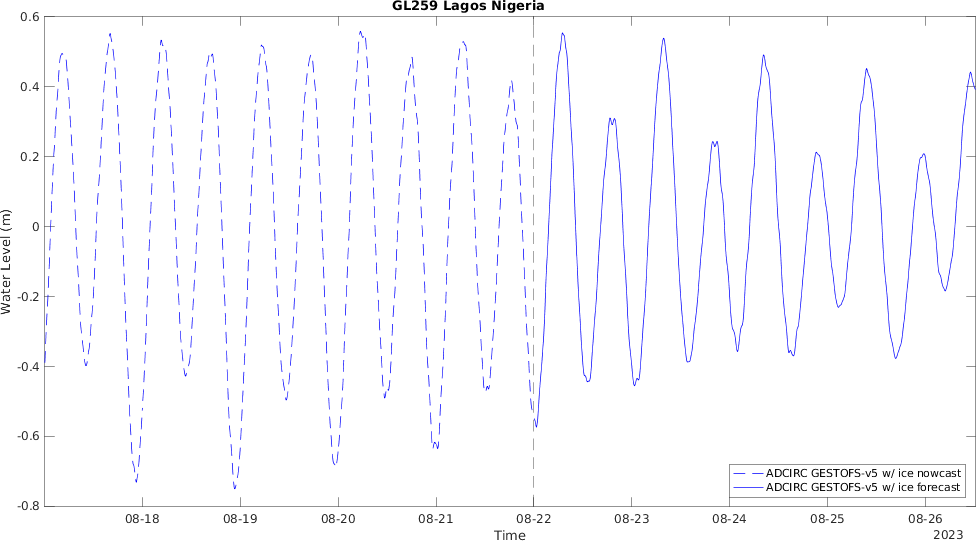 GL259 Lagos Nigeria
0.6
0.4
0.2
0
-0.2
-0.4
-0.6
-0.8
Water Level (m)
ADCIRC GESTOFS-v5 w/ ice nowcast
ADCIRC GESTOFS-v5 w/ ice forecast
08-18 08-19 08-20 08-21 08-22 08-23 08-24 08-25 08-26
Time
2023